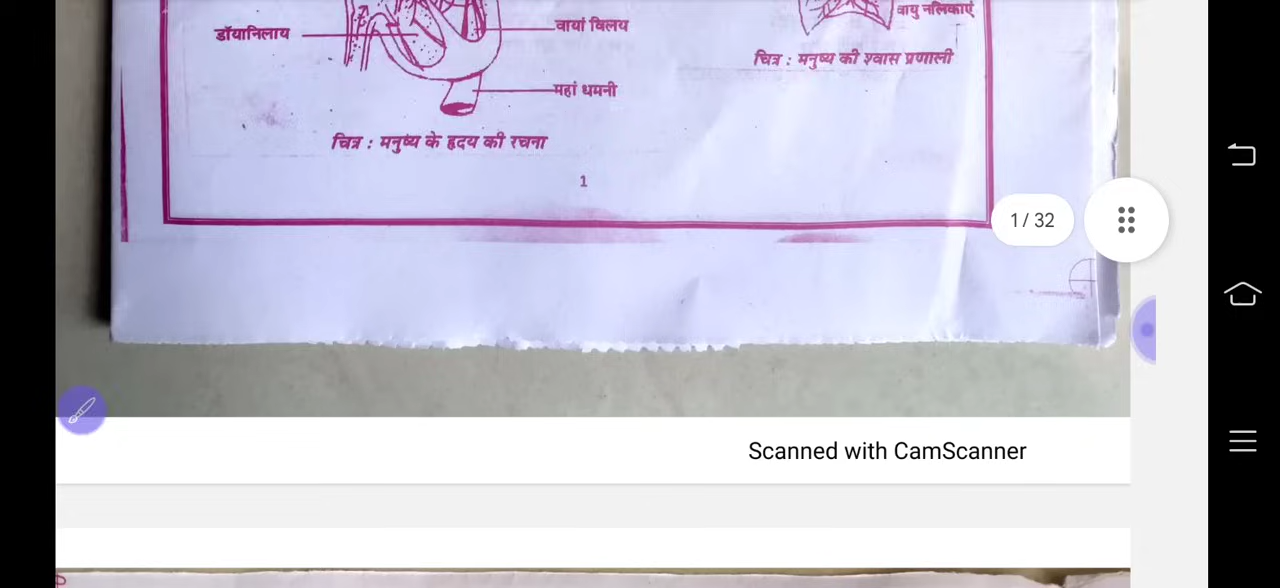 वायु नलिकाएं
डॉयानिलाय
वायां विलय
चित्र : मनुष्य की श्वास प्रणाली
महां धमनी
चित्र : मनुष्य के हृदय की रचना
1
1 / 32
Scanned with CamScanner